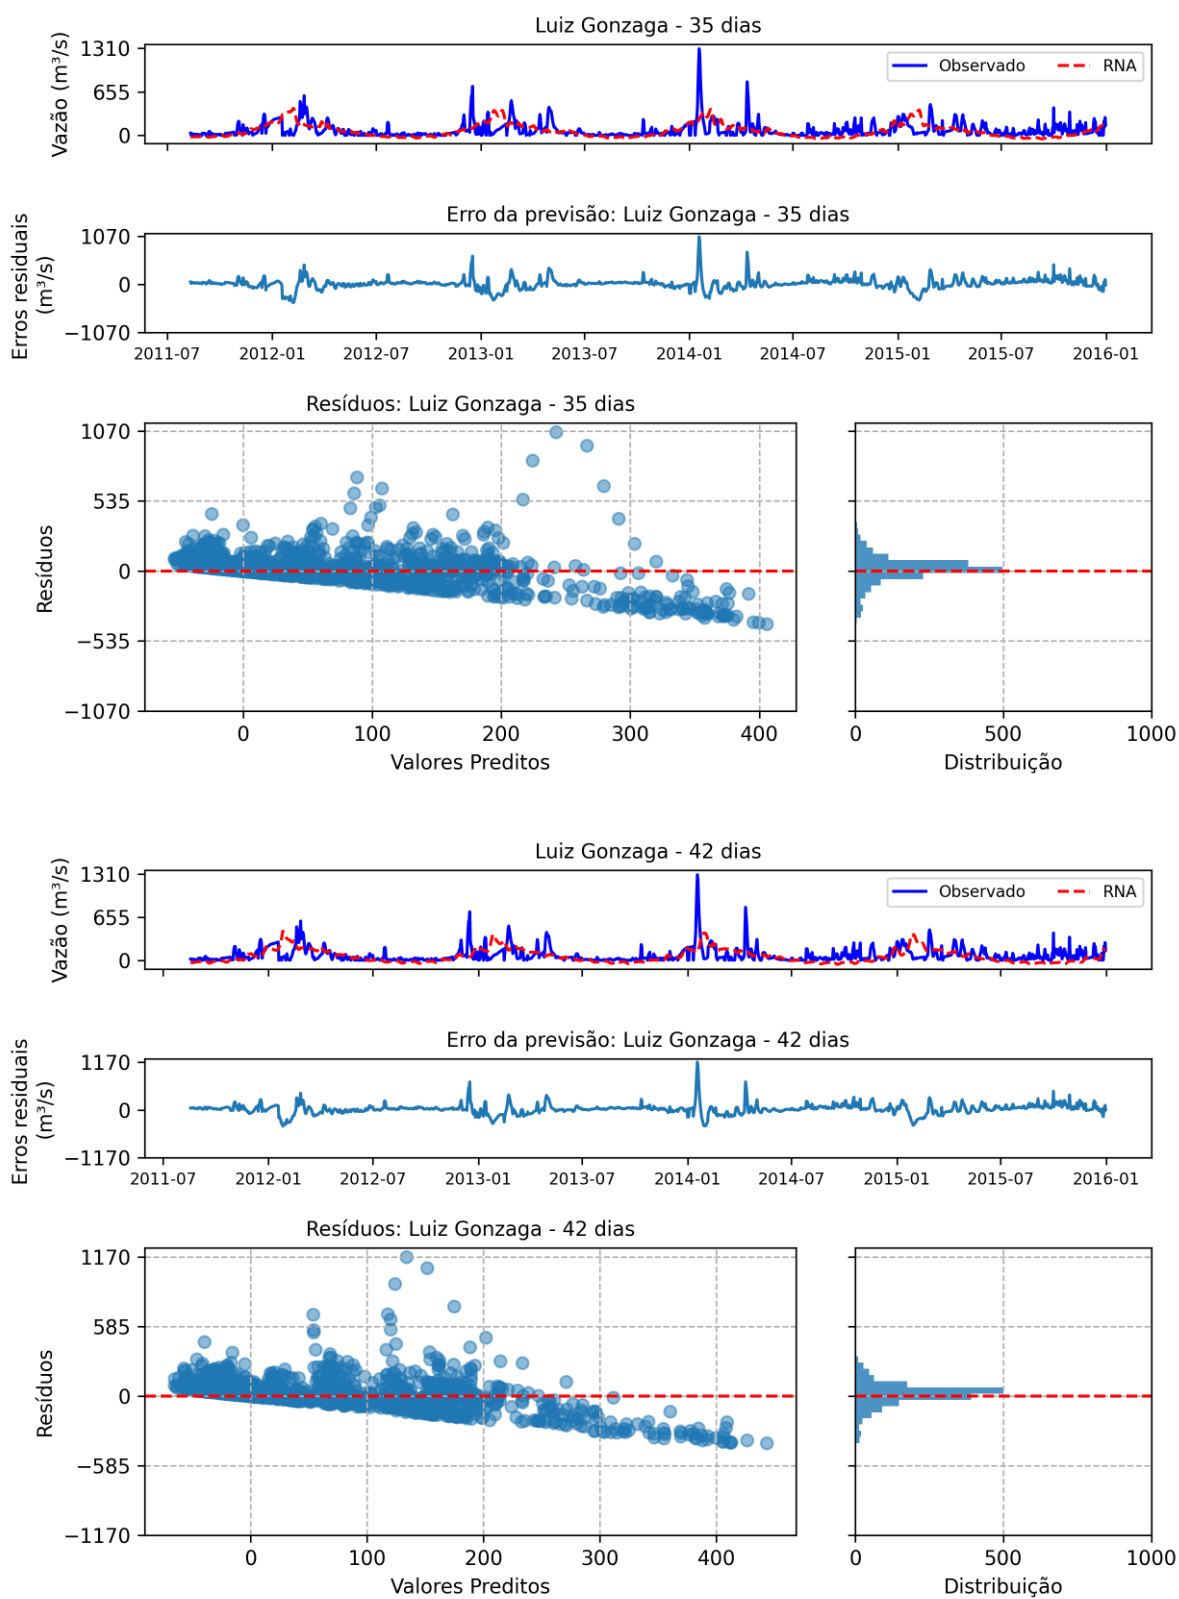 Luiz Gonzaga - 35 dias
Vazão (m³/s)
1310
655
0
Observado
RNA
Erro da previsão: Luiz Gonzaga - 35 dias
Erros residuais
(m³/s)
1070
0
−1070
2011-07 2012-01 2012-07 2013-01 2013-07 2014-01 2014-07 2015-01 2015-07 2016-01
Resíduos: Luiz Gonzaga - 35 dias
Resíduos
1070
535
0
−535
−1070
0 100 200 300 400
Valores Preditos
0 500 1000
Distribuição
Luiz Gonzaga - 42 dias
Vazão (m³/s)
1310
655
0
Observado
RNA
Erro da previsão: Luiz Gonzaga - 42 dias
Erros residuais
(m³/s)
1170
0
−1170
2011-07 2012-01 2012-07 2013-01 2013-07 2014-01 2014-07 2015-01 2015-07 2016-01
Resíduos: Luiz Gonzaga - 42 dias
Resíduos
1170
585
0
−585
−1170
0 100 200 300 400
Valores Preditos
0 500 1000
Distribuição